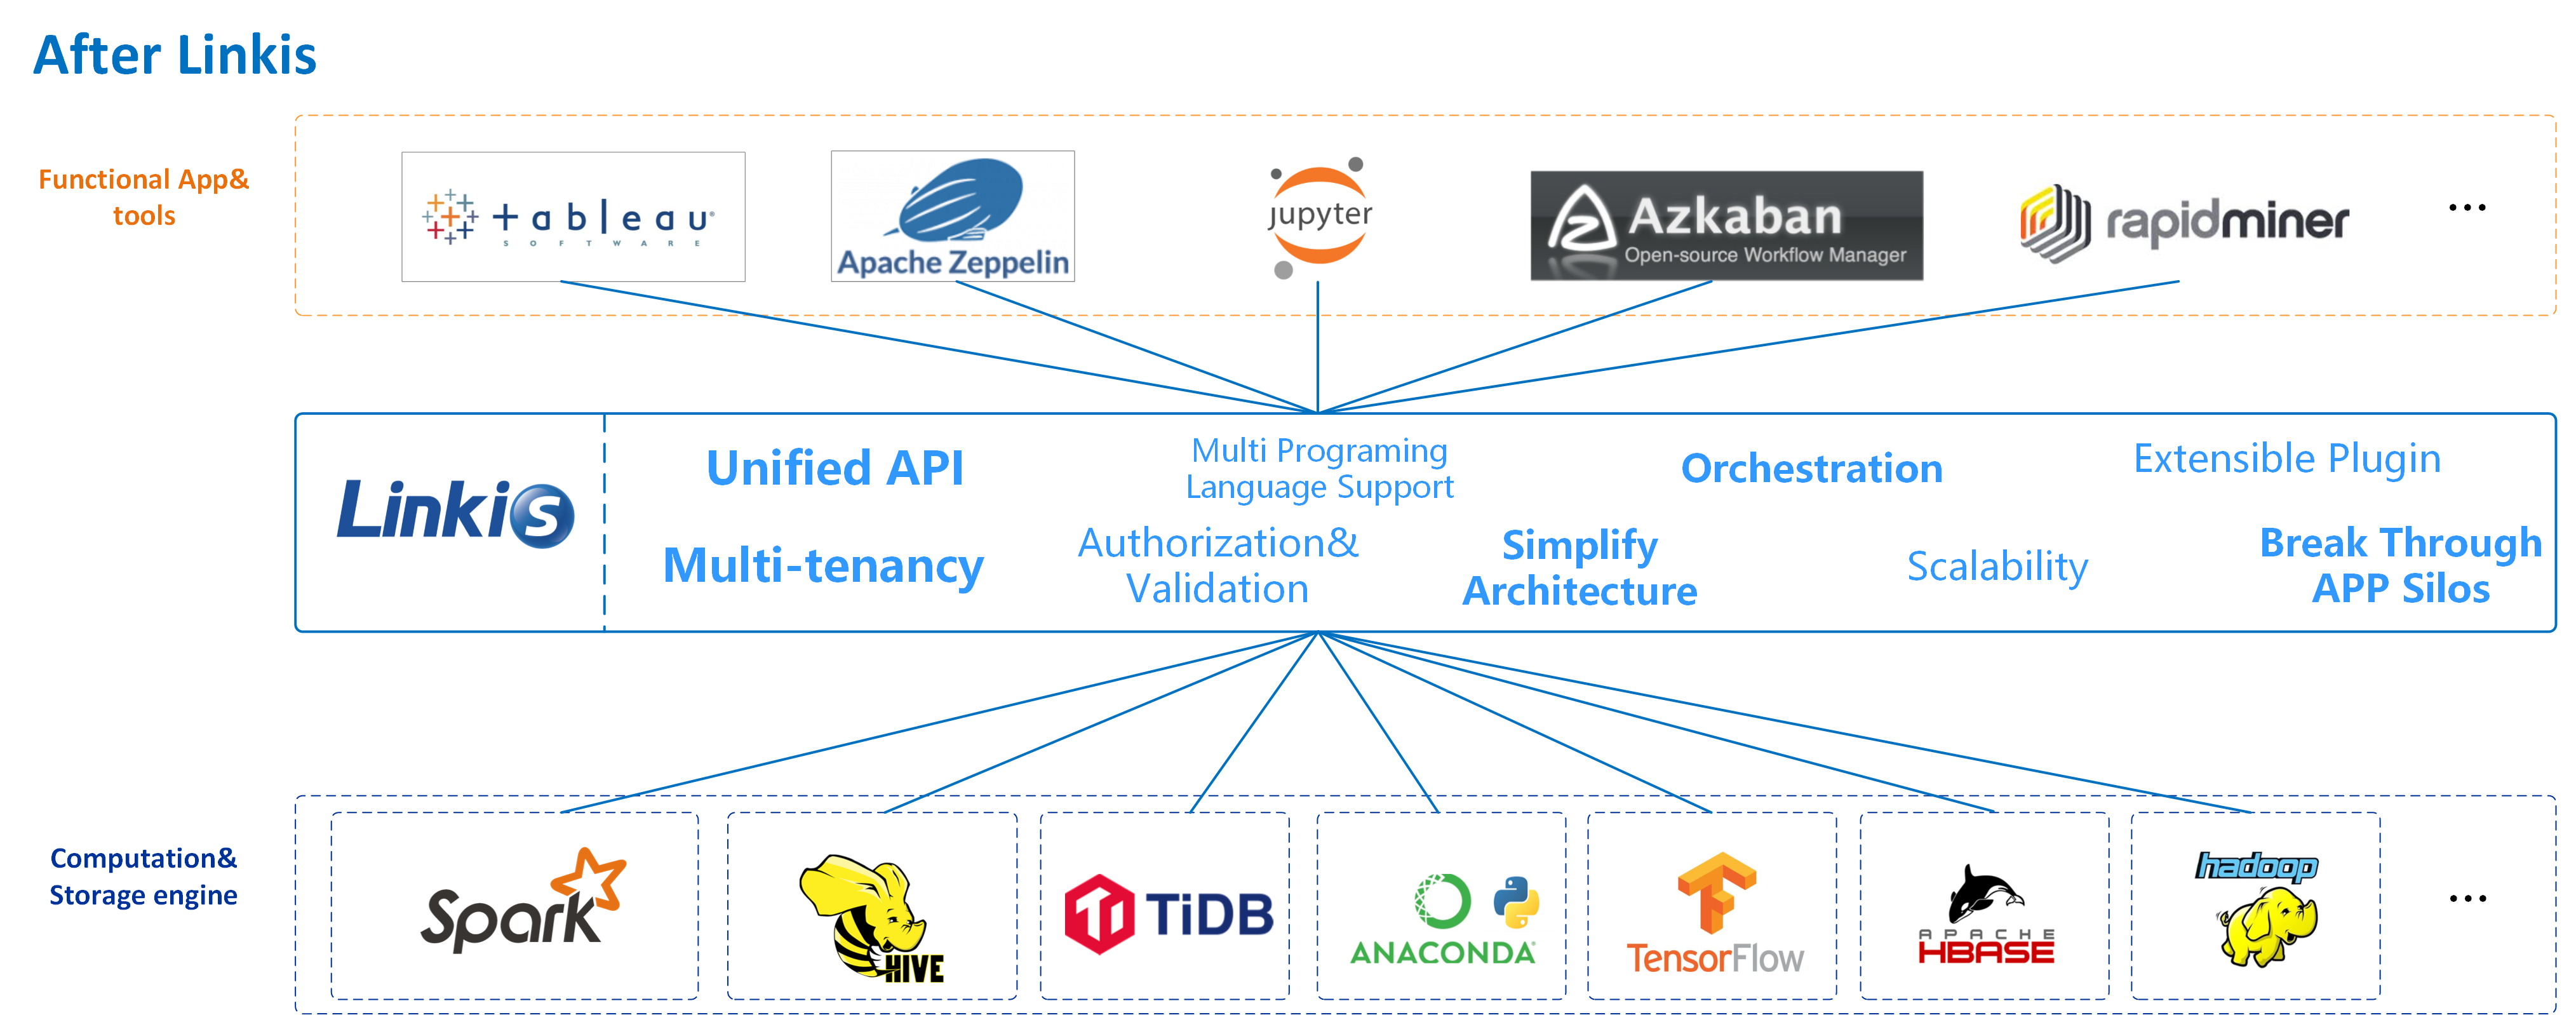 After Linkis
Functional App&
tools
+ableau
SOFTWARE
Apache Zeppelin
jupyter
Azkaban
Open-source Workflow Manager
rapidminer
...
Linkis
Unified API
Multi Programing
Language Support
Orchestration
Extensible Plugin
Multi-tenancy
Authorization&
Validation
Simplify
Architecture
Scalability
Break Through
APP Silos
Computation&
Storage engine
Spark
HIVE
TiDB
ANACONDA
TensorFlow
APACHE
HBASE
hadoop
...